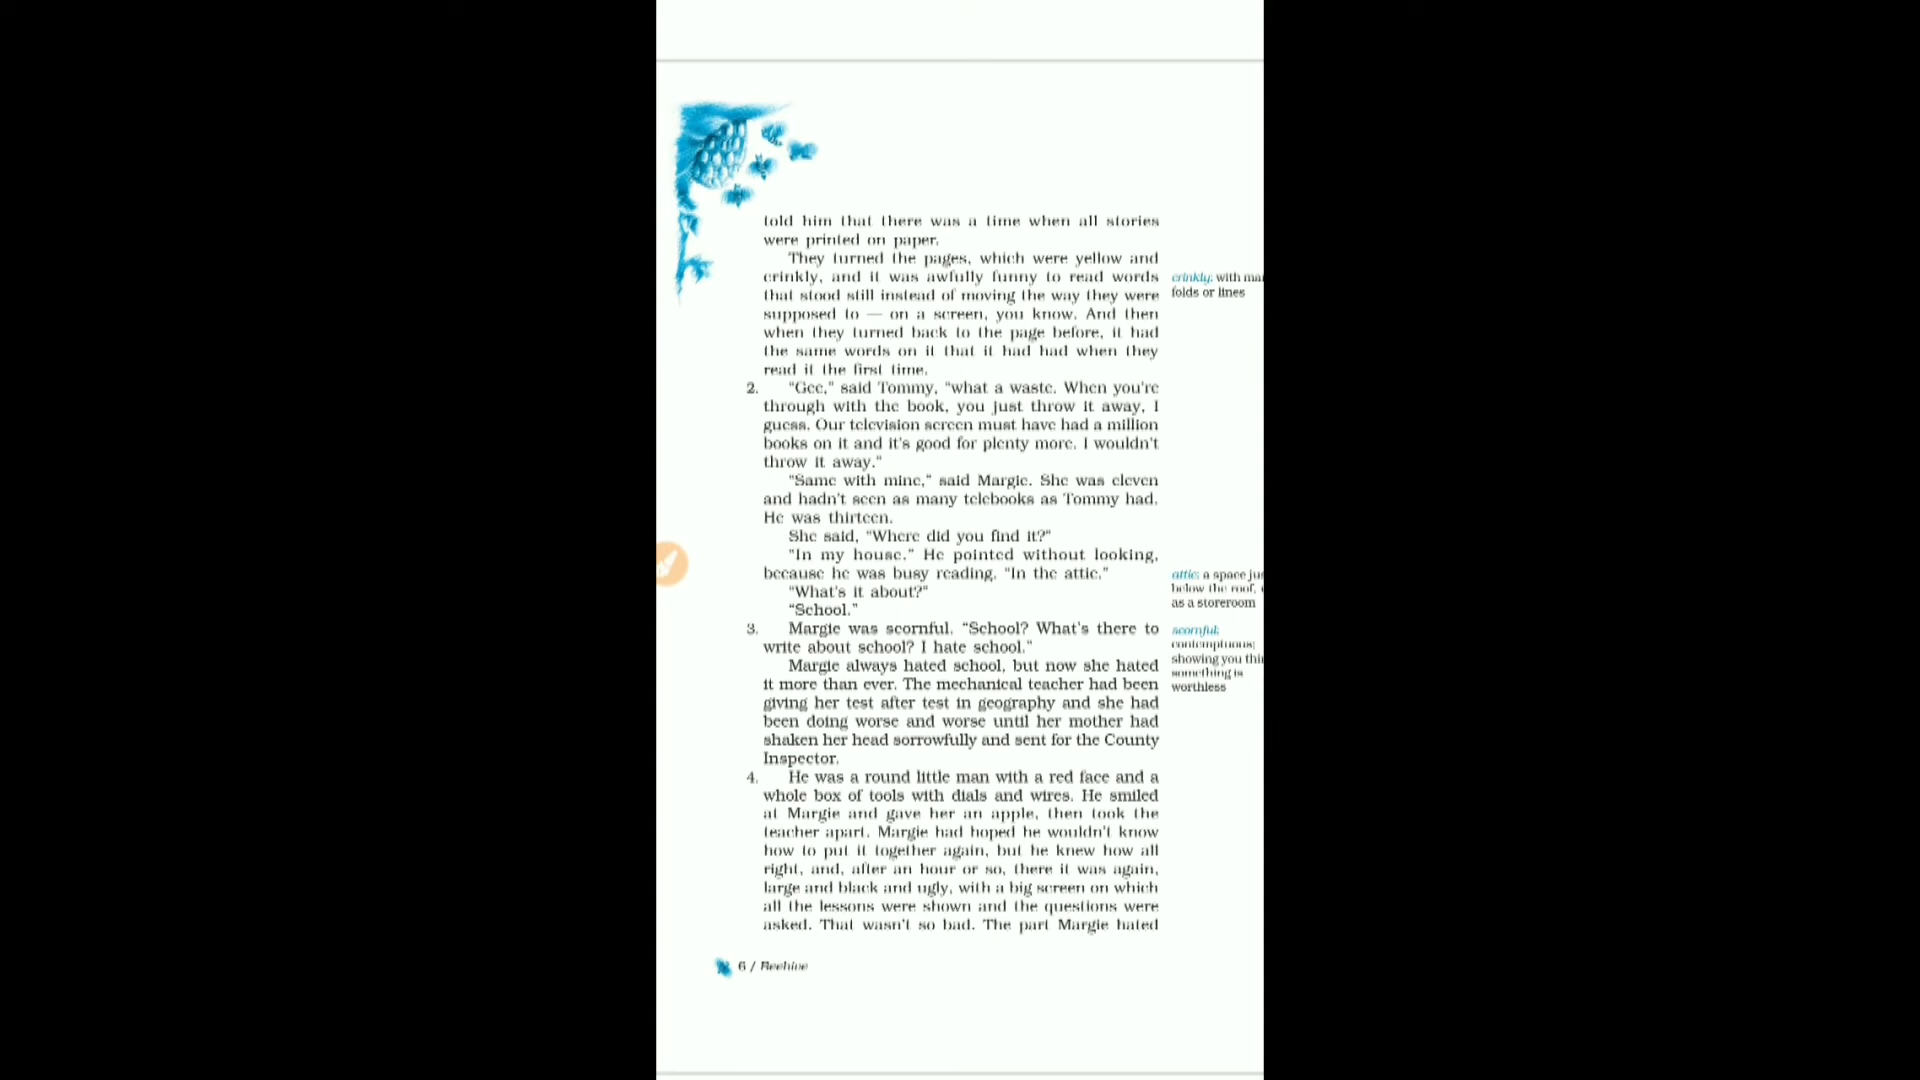 told him that there was a time when all stories
were printed on paper.
They turned the pages, which were yellow and
crinkly, and it was awfully funny to read words
that stood still instead of moving the way they were
supposed to — on a screen, you know. And then
when they turned back to the page before, it had
the same words on it that it had had when they
read it the first time.
2. "Gee," said Tommy, "what a waste. When you're
through with the book, you just throw it away, I
guess. Our television screen must have had a million
books on it and it's good for plenty more. I wouldn't
throw it away."
"Same with mine," said Margie. She was eleven
and hadn't seen as many telebooks as Tommy had.
He was thirteen.
She said, "Where did you find it?"
"In my house." He pointed without looking,
because he was busy reading. "In the attic."
"What's it about?"
"School."
3. Margie was scornful. "School? What's there to
write about school? I hate school."
Margie always hated school, but now she hated
it more than ever. The mechanical teacher had been
giving her test after test in geography and she had
been doing worse and worse until her mother had
shaken her head sorrowfully and sent for the County
Inspector.
4. He was a round little man with a red face and a
whole box of tools with dials and wires. He smiled
at Margie and gave her an apple, then took the
teacher apart. Margie had hoped he wouldn't know
how to put it together again, but he knew how all
right, and, after an hour or so, there it was again,
large and black and ugly, with a big screen on which
all the lessons were shown and the questions were
asked. That wasn't so bad. The part Margie hated
crinkly: with
folds or lines
attic: a space
below the roof,
as a storeroom
scornful:
contemptuous;
showing you
something is
worthless
6 / Beehive